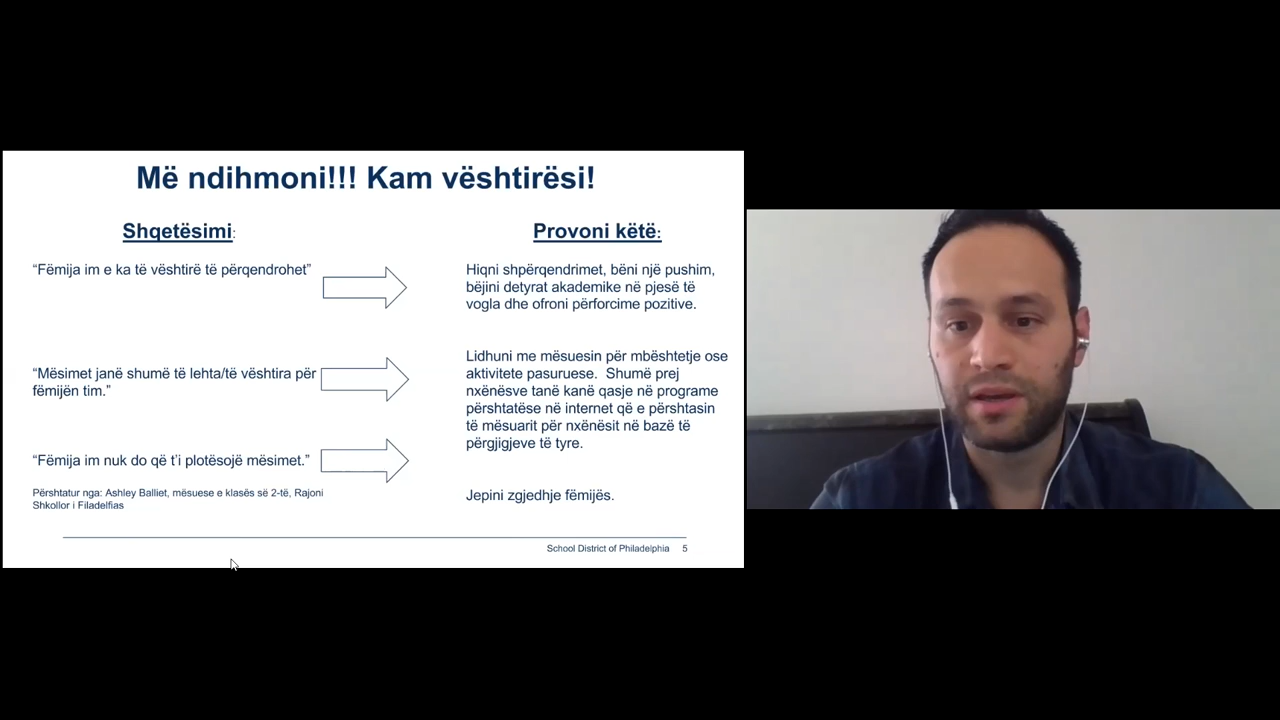 Më ndihmoni!!! Kam vështirësi!
Shqetësimi:
Provoni këtë:
“Fëmija im e ka të vështirë të përqendrohet”
Hiqni shpërqendrimet, bëni një pushim,
bëjini detyrat akademike në pjesë të
vogla dhe ofroni përforcime pozitive.
“Mësimet janë shumë të lehta/të vështira për
fëmijën tim.”
Lidhuni me mësuesin për mbështetje ose
aktivitete pasuruese. Shumë prej
nxënësve tanë kanë qasje në programe
përshtatëse në internet që e përshtasin
të mësuarit për nxënësit në bazë të
përgjigjeve të tyre.
“Fëmija im nuk do që t’i plotësojë mësimet.”
Jepini zgjedhje fëmijës.
Përshtatur nga: Ashley Balliet, mësuese e klasës së 2-të, Rajoni
Shkollor i Filadelfias
School District of Philadelphia 5